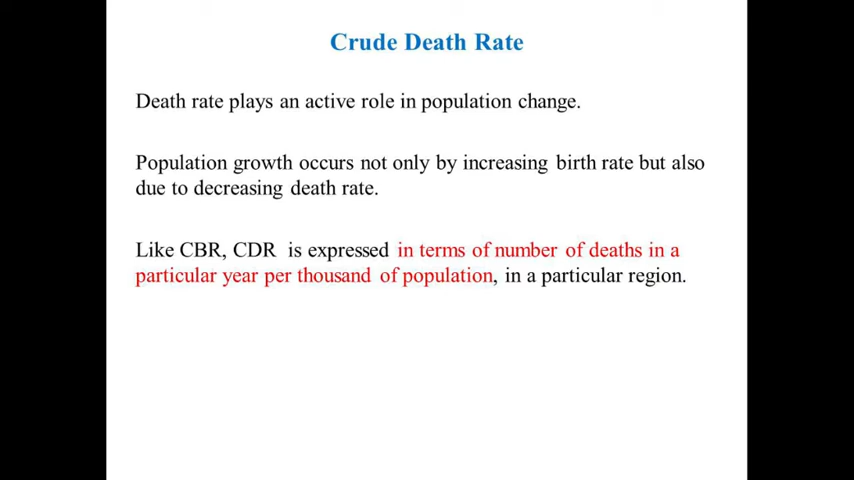 Crude Death Rate
Death rate plays an active role in population change.
Population growth occurs not only by increasing birth rate but also
due to decreasing death rate.
Like CBR, CDR is expressed in terms of number of deaths in a
particular year per thousand of population, in a particular region.